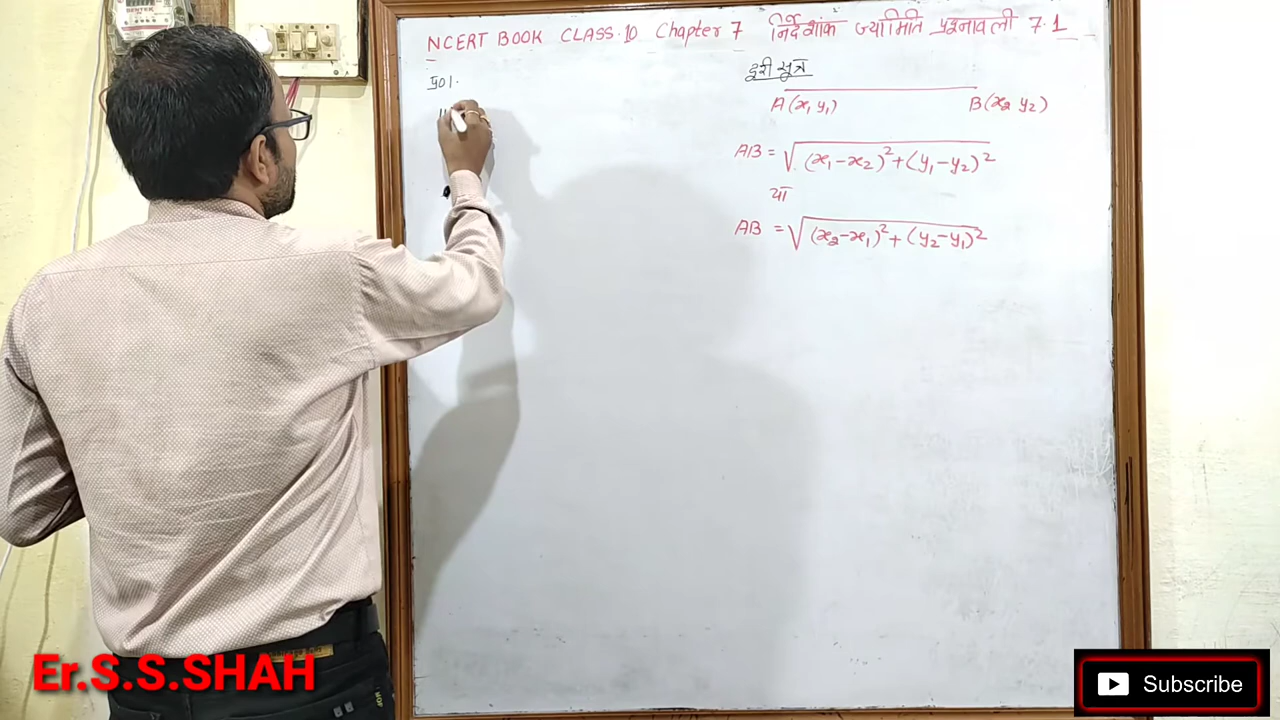 NCERT BOOK CLASS 10 Chapter 7 निर्देशांक ज्यामिति प्रश्नावली 7.1
प्र01.
दूरी सूत्र
A(x₁ y₁) B(x₂ y₂)
AB = √(x₁-x₂)²+(y₁-y₂)²
या
AB = √(x₂-x₁)²+(y₂-y₁)²
Er.S.S.SHAH
Subscribe